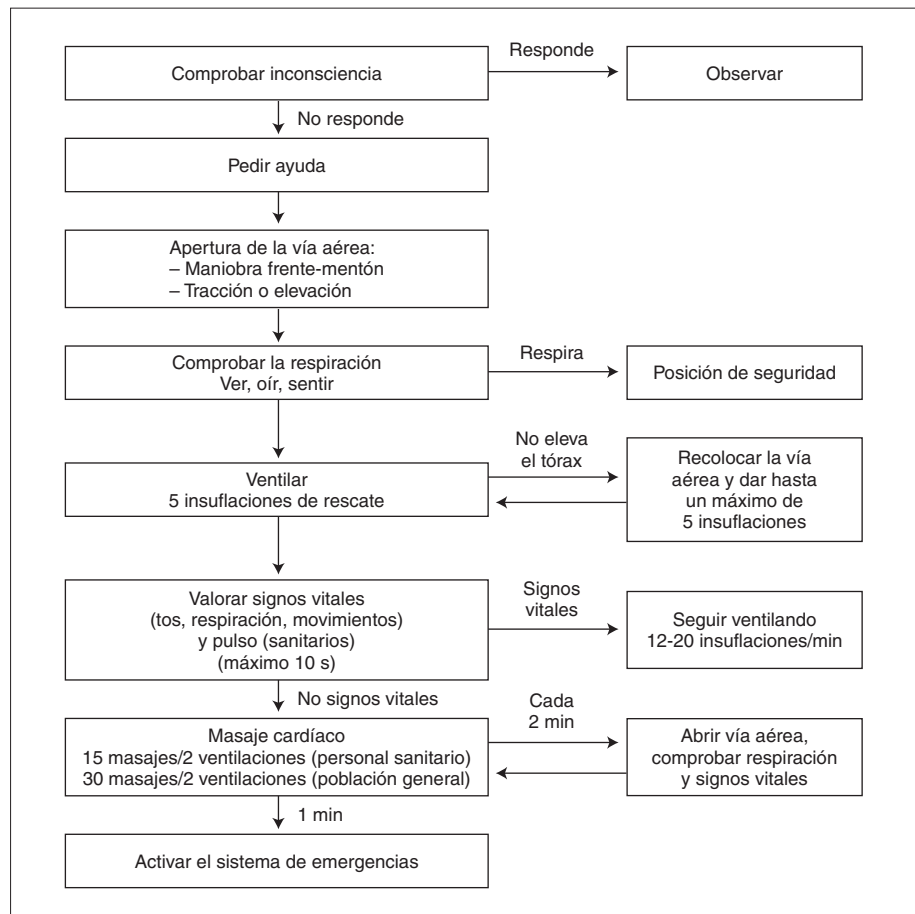 Comprobar inconsciencia
Responde
Observar
No responde
Pedir ayuda
Apertura de la vía aérea:
– Maniobra frente-mentón
– Tracción o elevación
Comprobar la respiración
Ver, oír, sentir
Respira
Posición de seguridad
Ventilar
5 insuflaciones de rescate
No eleva
el tórax
Recolocar la vía
aérea y dar hasta
un máximo de
5 insuflaciones
Valorar signos vitales
(tos, respiración, movimientos)
y pulso (sanitarios)
(máximo 10 s)
Signos
vitales
Seguir ventilando
12-20 insuflaciones/min
No signos vitales
Masaje cardíaco
15 masajes/2 ventilaciones (personal sanitario)
30 masajes/2 ventilaciones (población general)
Cada
2 min
Abrir vía aérea,
comprobar respiración
y signos vitales
1 min
Activar el sistema de emergencias